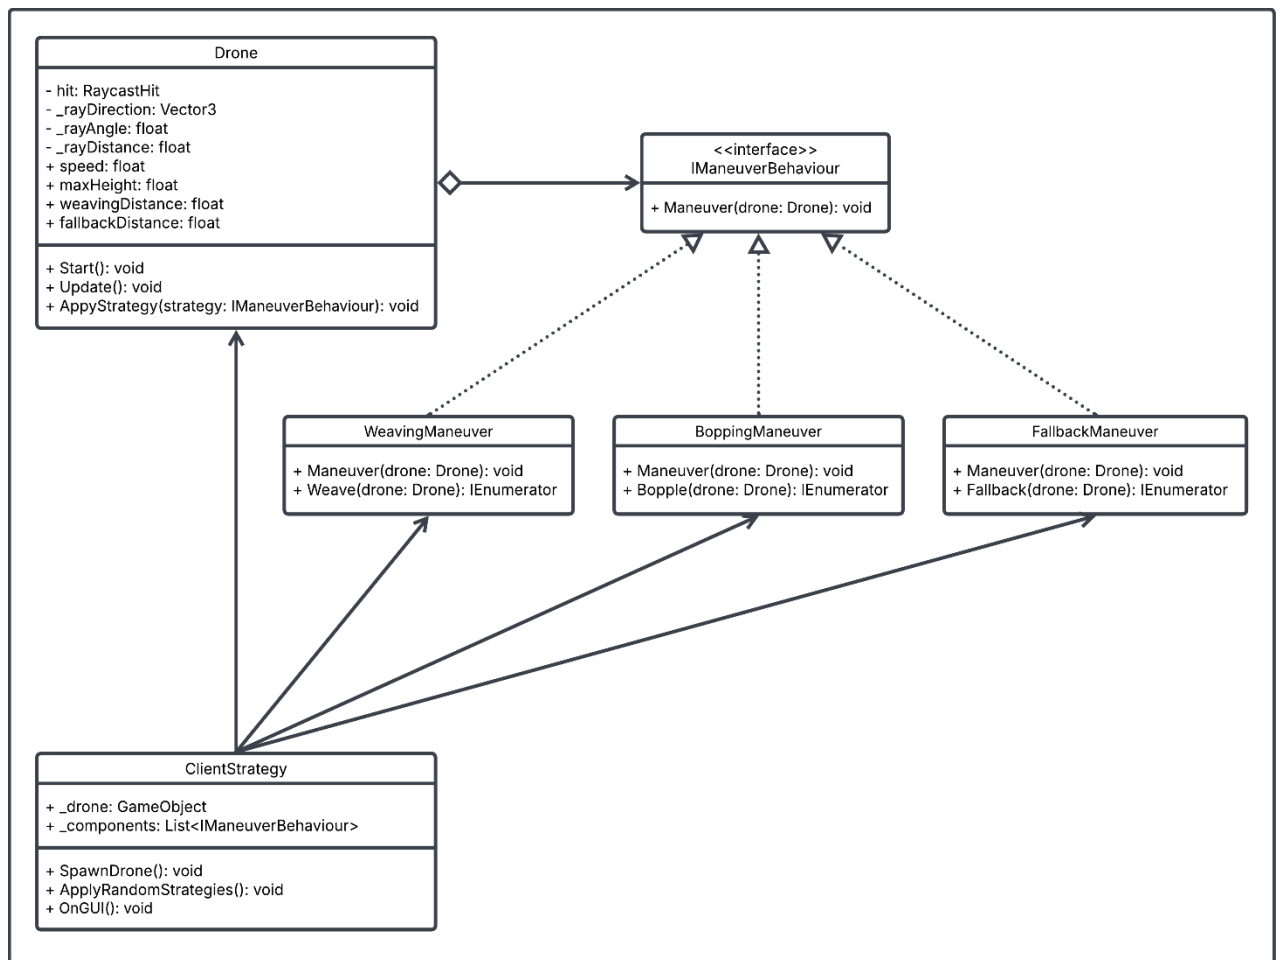 Drone
- hit: RaycastHit
- _rayDirection: Vector3
- _rayAngle: float
- _rayDistance: float
+ speed: float
+ maxHeight: float
+ weavingDistance: float
+ fallbackDistance: float
+ Start(): void
+ Update(): void
+ AppyStrategy(strategy: IManeuverBehaviour): void
<<interface>>
IManeuverBehaviour
+ Maneuver(drone: Drone): void
WeavingManeuver
+ Maneuver(drone: Drone): void
+ Weave(drone: Drone): IEnumerator
BoppingManeuver
+ Maneuver(drone: Drone): void
+ Bopple(drone: Drone): IEnumerator
FallbackManeuver
+ Maneuver(drone: Drone): void
+ Fallback(drone: Drone): IEnumerator
ClientStrategy
+ _drone: GameObject
+ _components: List<IManeuverBehaviour>
+ SpawnDrone(): void
+ ApplyRandomStrategies(): void
+ OnGUI(): void